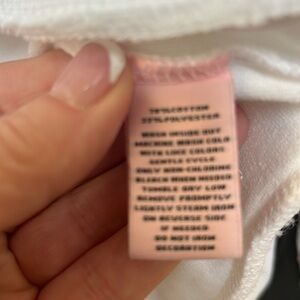 COTTON
POLYESTER
WASH INSIDE OUT
MACHINE WASH COLD
WITH LIKE COLORS
GENTLE CYCLE
ONLY NON-CHLORINE
BLEACH WHEN NEEDED
TUMBLE DRY LOW
REMOVE PROMPTLY
LIGHTLY STEAM IRON
ON REVERSE SIDE
IF NEEDED
DO NOT IRON
DECORATION